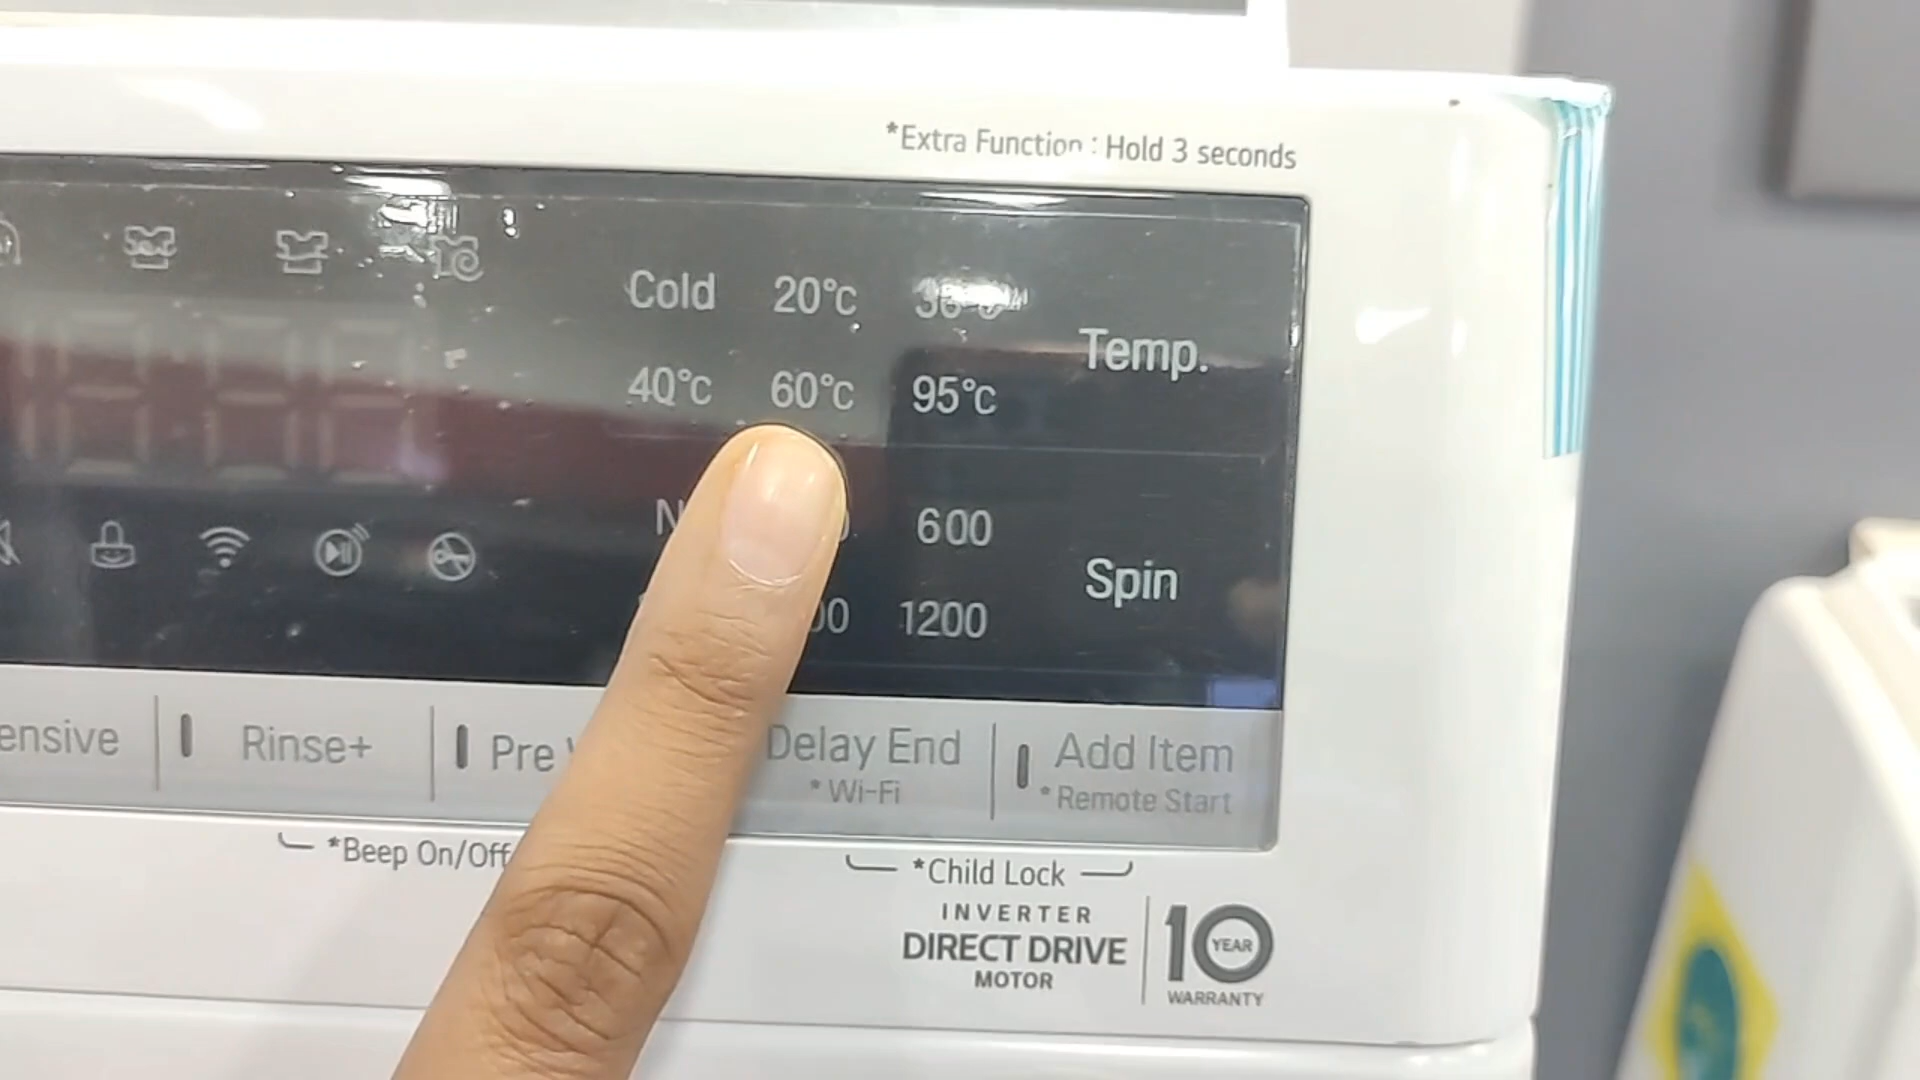 *Extra Function : Hold 3 seconds
Cold 20°c
Temp.
40°c 60°c 95°c
600
Spin
1200
Rinse+ Pre Delay End Add Item
*Wi-Fi *Remote Start
*Beep On/Off
*Child Lock
INVERTER
DIRECT DRIVE
MOTOR
10 YEAR
WARRANTY